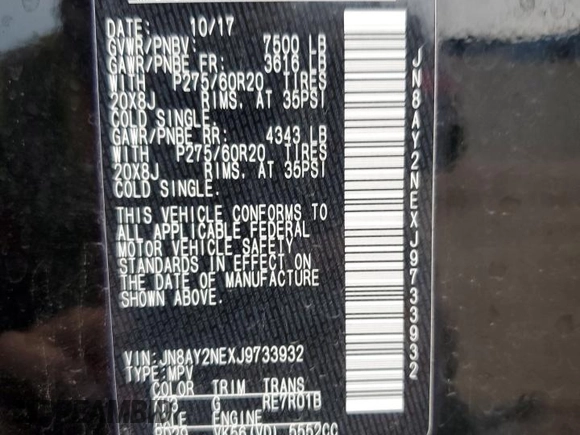 DATE: 10/17
GVWR/PNBV: 7500 LB
GAWR/PNBE FR: 3616 LB
WITH P275/60R20 TIRES
20X8J RIMS, AT 35PSI
COLD SINGLE.
GAWR/PNBE RR: 4343 LB
WITH P275/60R20 TIRES
20X8J RIMS, AT 35PSI
COLD SINGLE.
THIS VEHICLE CONFORMS TO
ALL APPLICABLE FEDERAL
MOTOR VEHICLE SAFETY
STANDARDS IN EFFECT ON
THE DATE OF MANUFACTURE
SHOWN ABOVE.
VIN: JN8AY2NEXJ9733932
TYPE: MPV
COLOR TRIM TRANS
G RE7R01B
ENGINE
5552CC
JN8AY2NEXJ9733932